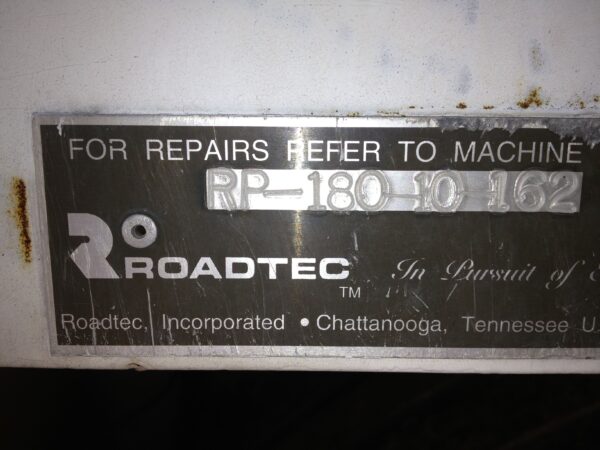 FOR REPAIRS REFER TO MACHINE
RP-180-10-162
ROADTEC
TM
In Pursuit of
Roadtec, Incorporated • Chattanooga, Tennessee U.